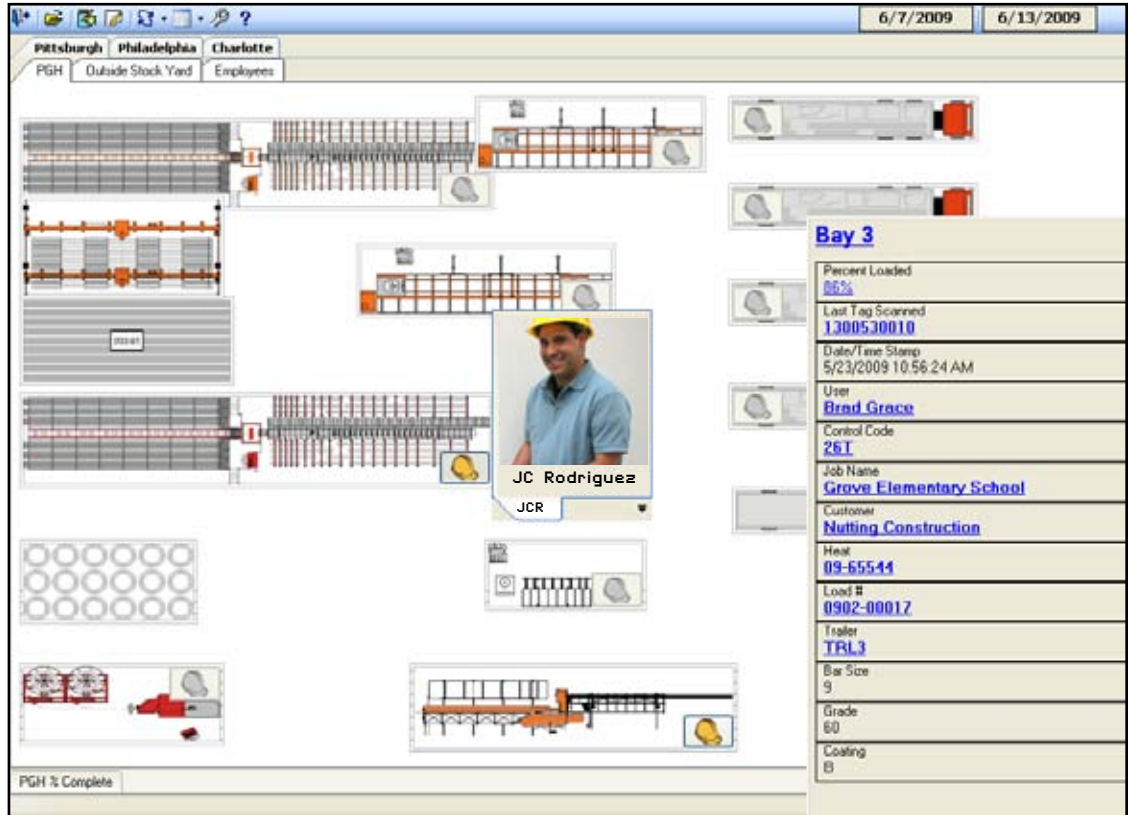 6/7/2009 6/13/2009
Pittsburgh Philadelphia Charlotte
PGH Outside Stock Yard Employees
Bay 3
Percent Loaded
86%
Last Tag Scanned
1300530010
Date/Time Stamp
5/23/2009 10:56:24 AM
User
Brad Grace
Control Code
26T
Job Name
Grove Elementary School
Customer
Nutting Construction
Heat
09-65544
Load #
0902-00017
Trailer
TRL3
Bar Size
9
Grade
60
Coating
B
JC Rodriguez
JCR
PGH % Complete